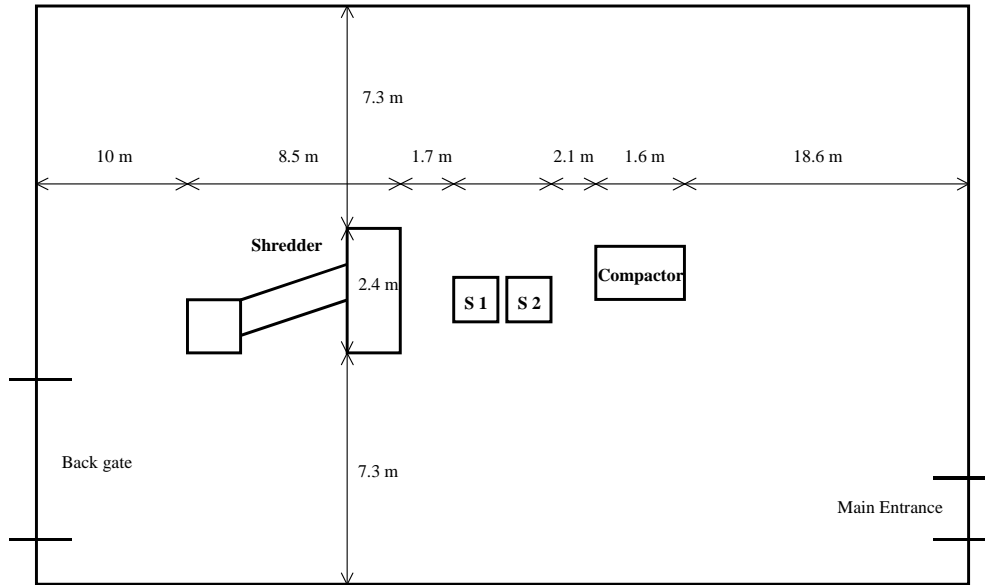 7.3 m
10 m
8.5 m
1.7 m
2.1 m
1.6 m
18.6 m
Shredder
2.4 m
S 1
S 2
Compactor
Back gate
7.3 m
Main Entrance